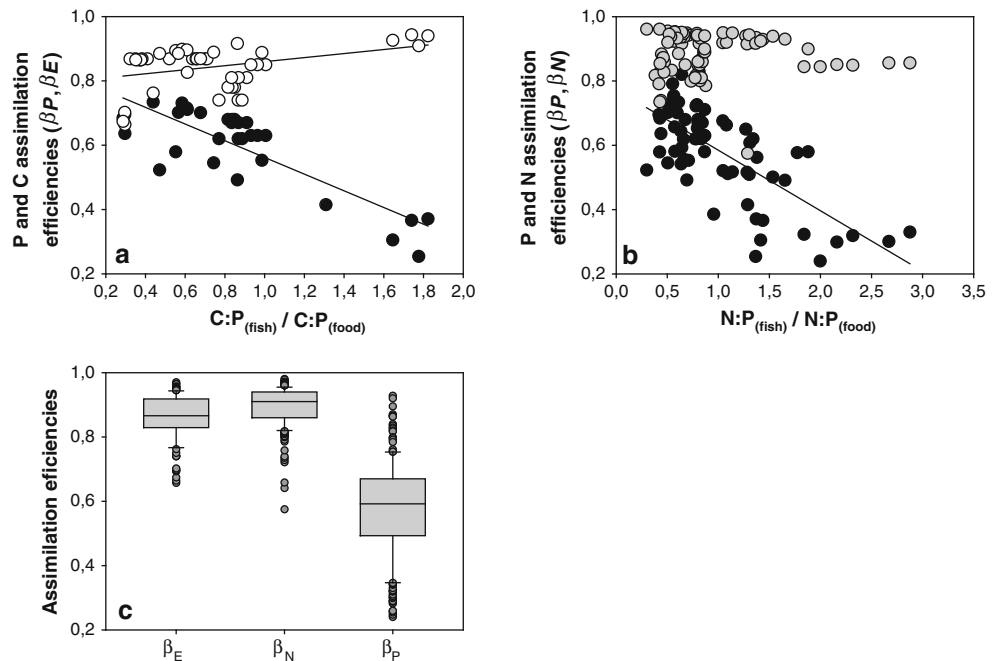 P and C assimilation
efficiencies (βP, βE)
1,0
0,8
0,6
0,4
0,2
a
0,2 0,4 0,6 0,8 1,0 1,2 1,4 1,6 1,8 2,0
C:P(fish) / C:P(food)
P and N assimilation
efficiencies (βP, βN)
1,0
0,8
0,6
0,4
0,2
b
0,0 0,5 1,0 1,5 2,0 2,5 3,0 3,5
N:P(fish) / N:P(food)
Assimilation eficiencies
1,0
0,8
0,6
0,4
0,2
c
βE βN βP